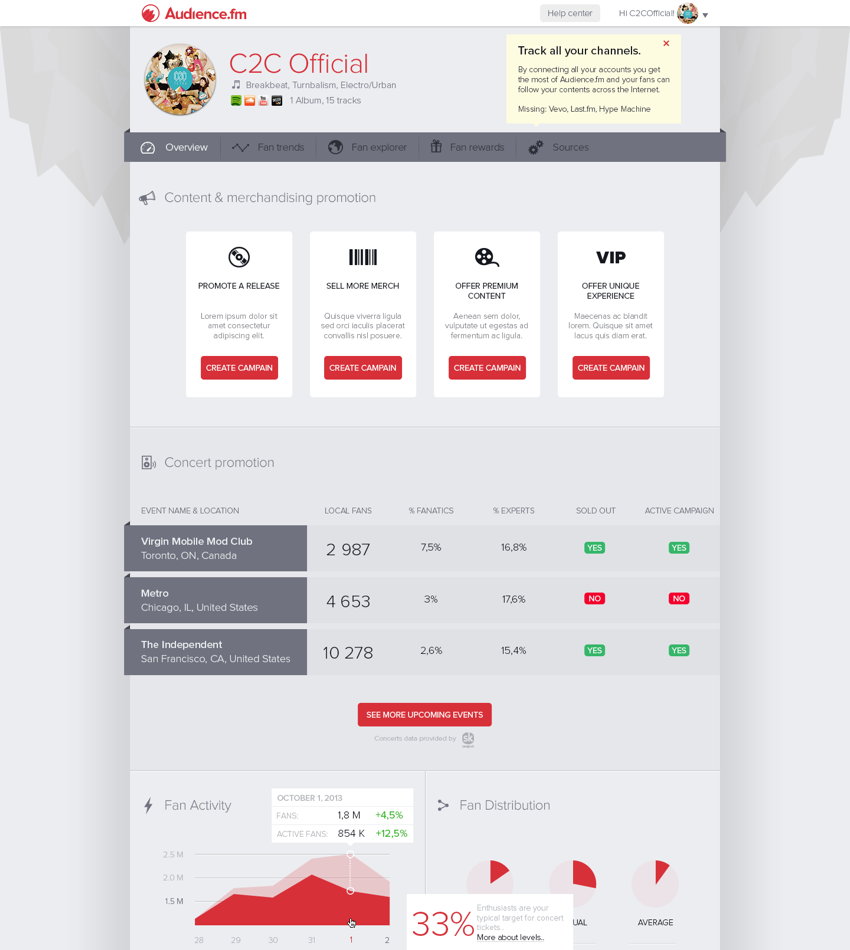 Audience.fm
Help center
Hi C2COfficial!
C2C Official
Breakbeat, Turnbalism, Electro/Urban
1 Album, 15 tracks
Track all your channels.
By connecting all your accounts you get
the most of Audience.fm and your fans can
follow your contents across the Internet.
Missing: Vevo, Last.fm, Hype Machine
Overview
Fan trends
Fan explorer
Fan rewards
Sources
Content & merchandising promotion
PROMOTE A RELEASE
Lorem ipsum dolor sit
amet consectetur
adipiscing elit.
CREATE CAMPAIN
SELL MORE MERCH
Quisque viverra ligula
sed orci iaculis placerat
convallis nisl posuere.
CREATE CAMPAIN
OFFER PREMIUM
CONTENT
Aenean sem dolor,
vulputate ut egestas ad
fermentum ac ligula.
CREATE CAMPAIN
VIP
OFFER UNIQUE
EXPERIENCE
Maecenas ac blandit
lorem. Quisque sit amet
lacus quis diam erat.
CREATE CAMPAIN
Concert promotion
EVENT NAME & LOCATION LOCAL FANS % FANATICS % EXPERTS SOLD OUT ACTIVE CAMPAIGN
Virgin Mobile Mod Club
Toronto, ON, Canada
2 987 7,5% 16,8% YES YES
Metro
Chicago, IL, United States
4 653 3% 17,6% NO NO
The Independent
San Francisco, CA, United States
10 278 2,6% 15,4% YES YES
SEE MORE UPCOMING EVENTS
Concerts data provided by
sk
Fan Activity
OCTOBER 1, 2013
FANS: 1,8 M +4,5%
ACTIVE FANS: 854 K +12,5%
2.5 M
2.0 M
1.5 M
28 29 30 31 1 2
Fan Distribution
UAL
AVERAGE
33%
Enthusiasts are your
typical target for concert
tickets..
More about levels..